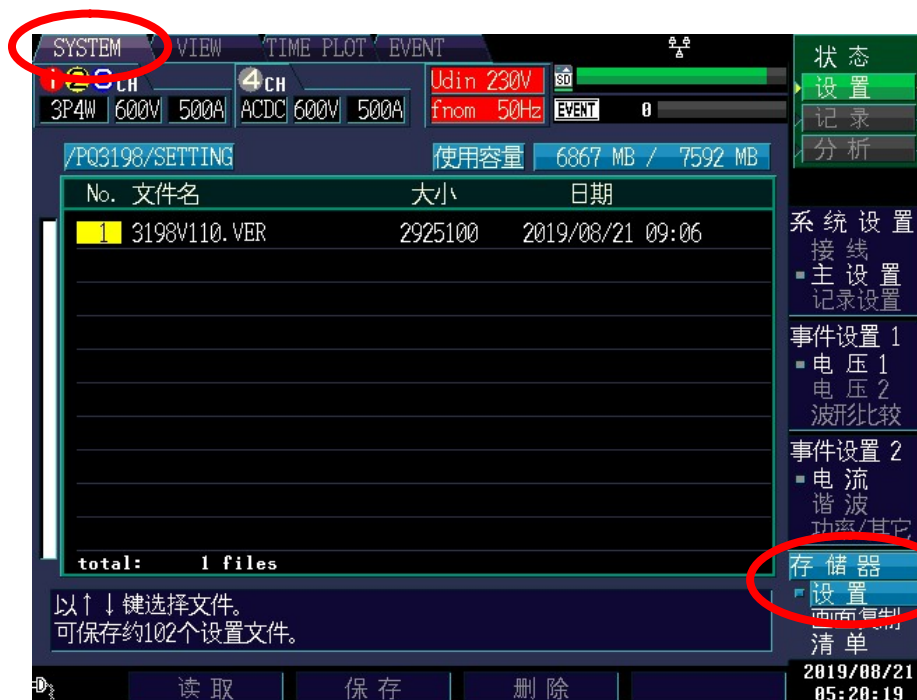 SYSTEM VIEW TIME PLOT EVENT
1 2 3 CH 4 CH Udin 230V SD
3P4W 600V 500A ACDC 600V 500A fnom 50Hz EVENT 0
/PQ3198/SETTING 使用容量 6867 MB / 7592 MB
No. 文件名 大小 日期
1 3198V110.VER 2925100 2019/08/21 09:06
total: 1 files
以↑↓键选择文件。
可保存约102个设置文件。
读取 保存 删除
状态
设置
记录
分析
系统设置
接线
主设置
记录设置
事件设置 1
电压 1
电压 2
波形比较
事件设置 2
电流
谐波
功率/其它
存储器
设置
画面复制
清单
2019/08/21
05:20:19